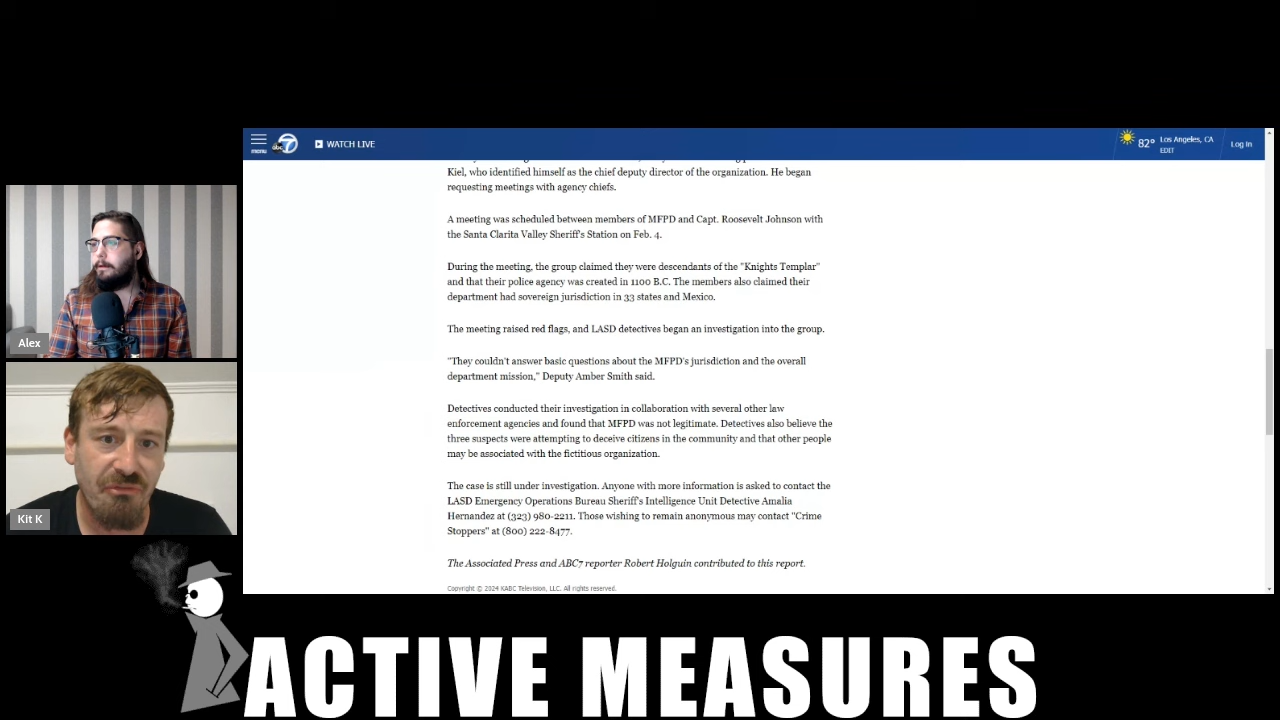 menu
abc 7
WATCH LIVE
82°
Los Angeles, CA
EDIT
Log In
Kiel, who identified himself as the chief deputy director of the organization. He began
requesting meetings with agency chiefs.
A meeting was scheduled between members of MFPD and Capt. Roosevelt Johnson with
the Santa Clarita Valley Sheriff's Station on Feb. 4.
During the meeting, the group claimed they were descendants of the "Knights Templar"
and that their police agency was created in 1100 B.C. The members also claimed their
department had sovereign jurisdiction in 33 states and Mexico.
The meeting raised red flags, and LASD detectives began an investigation into the group.
"They couldn't answer basic questions about the MFPD's jurisdiction and the overall
department mission," Deputy Amber Smith said.
Detectives conducted their investigation in collaboration with several other law
enforcement agencies and found that MFPD was not legitimate. Detectives also believe the
three suspects were attempting to deceive citizens in the community and that other people
may be associated with the fictitious organization.
The case is still under investigation. Anyone with more information is asked to contact the
LASD Emergency Operations Bureau Sheriff's Intelligence Unit Detective Amalia
Hernandez at (323) 980-2211. Those wishing to remain anonymous may contact "Crime
Stoppers" at (800) 222-8477.
The Associated Press and ABC7 reporter Robert Holguin contributed to this report.
Copyright © 2024 KABC Television, LLC. All rights reserved.
Alex
Kit K
ACTIVE MEASURES